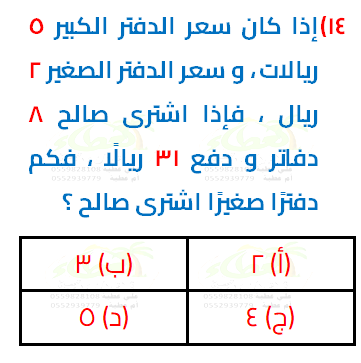 ١٤) إذا كان سعر الدفتر الكبير ٥
ريالات، و سعر الدفتر الصغير ٢
ريال ، فإذا اشترى صالح ٨
دفاتر و دفع ٣١ ريالًا ، فكم
دفترًا صغيرًا اشترى صالح ؟
(أ) ٢ (ب) ٣
(ج) ٤ (د) ٥